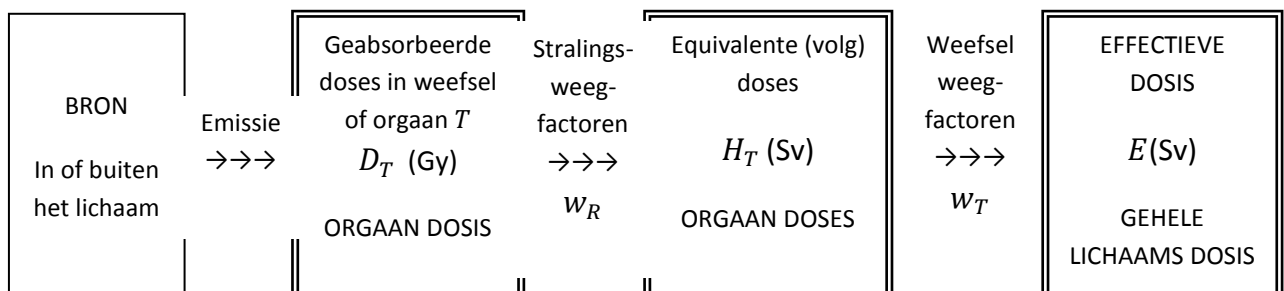 BRON
In of buiten
het lichaam
Emissie
→→→
Geabsorbeerde
doses in weefsel
of orgaan T
D_T (Gy)
ORGAAN DOSIS
Stralings-
weeg-
factoren
→→→
w_R
Equivalente (volg)
doses
H_T (Sv)
ORGAAN DOSES
Weefsel
weeg-
factoren
→→→
w_T
EFFECTIEVE
DOSIS
E(Sv)
GEHELE
LICHAAMS DOSIS